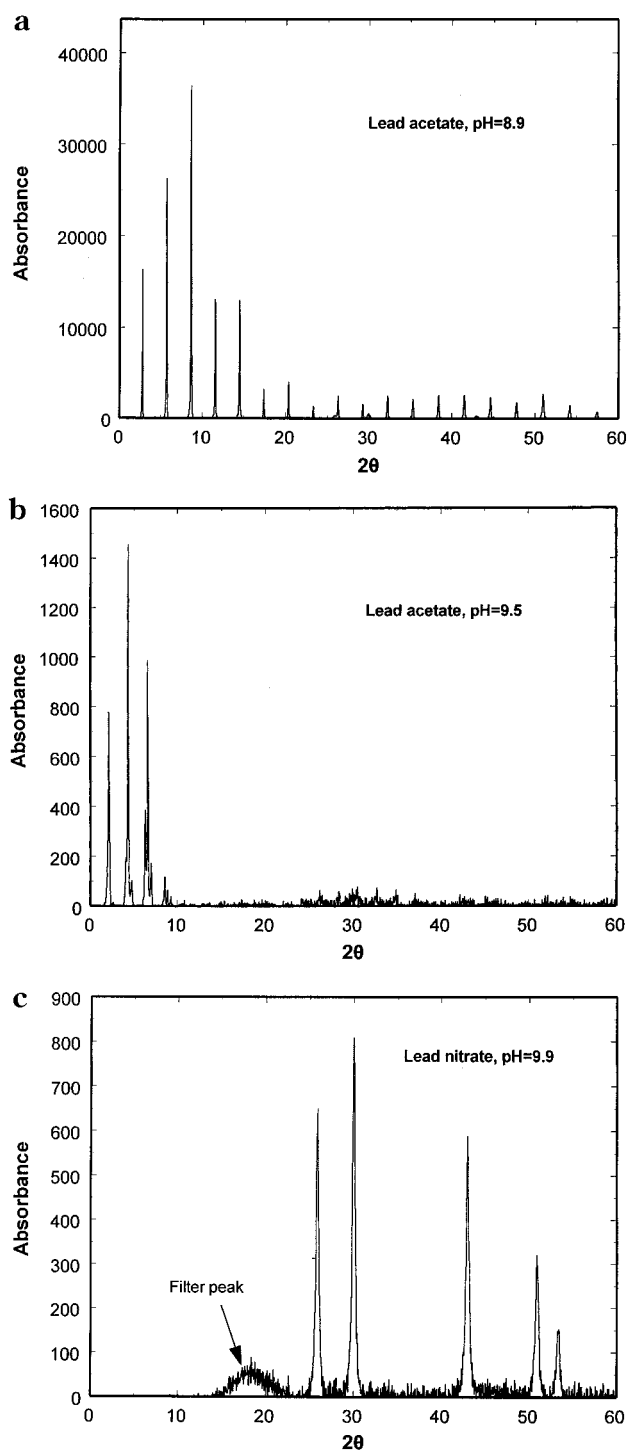 a
40000
30000
20000
10000
0
Absorbance
Lead acetate, pH=8.9
0 10 20 30 40 50 60
2θ
b
1600
1400
1200
1000
800
600
400
200
0
Absorbance
Lead acetate, pH=9.5
0 10 20 30 40 50 60
2θ
c
900
800
700
600
500
400
300
200
100
0
Absorbance
Lead nitrate, pH=9.9
Filter peak
0 10 20 30 40 50 60
2θ